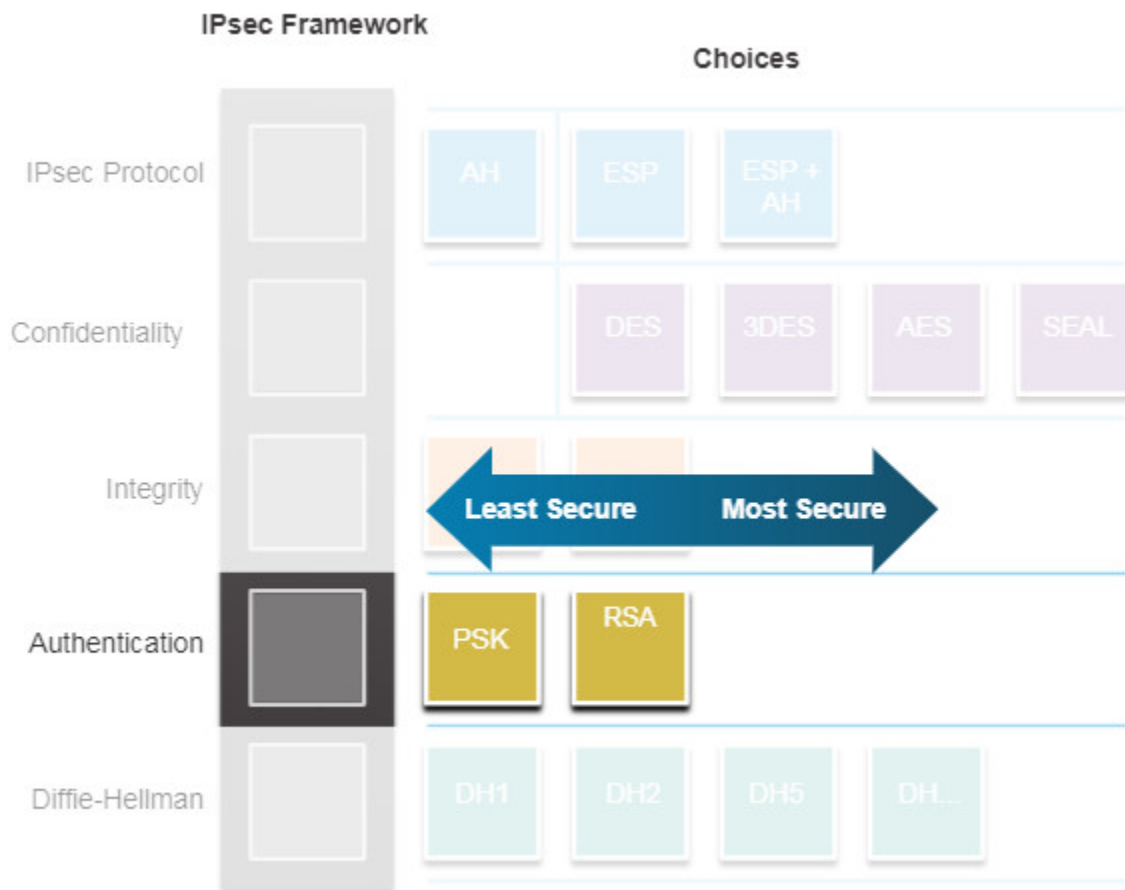 IPsec Framework
Choices
IPsec Protocol
AH
ESP
ESP +
AH
Confidentiality
DES
3DES
AES
SEAL
Integrity
Least Secure
Most Secure
Authentication
PSK
RSA
Diffie-Hellman
DH1
DH2
DH5
DH...